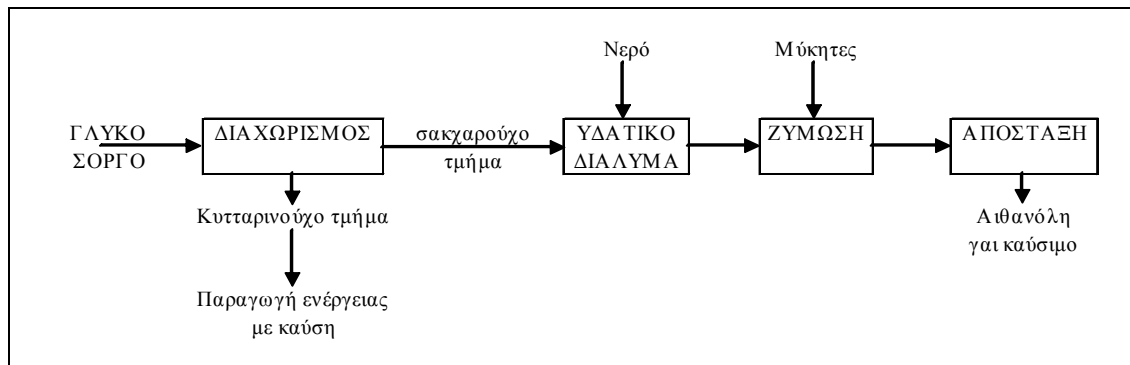 Νερό
Μύκητες
ΓΛΥΚΟ
ΣΟΡΓΟ
ΔΙΑΧΩΡΙΣΜΟΣ
σακχαρούχο
τμήμα
ΥΔΑΤΙΚΟ
ΔΙΑΛΥΜΑ
ΖΥΜΩΣΗ
ΑΠΟΣΤΑΞΗ
Κυτταρινούχο τμήμα
Αιθανόλη
γαι καύσιμο
Παραγωγή ενέργειας
με καύση